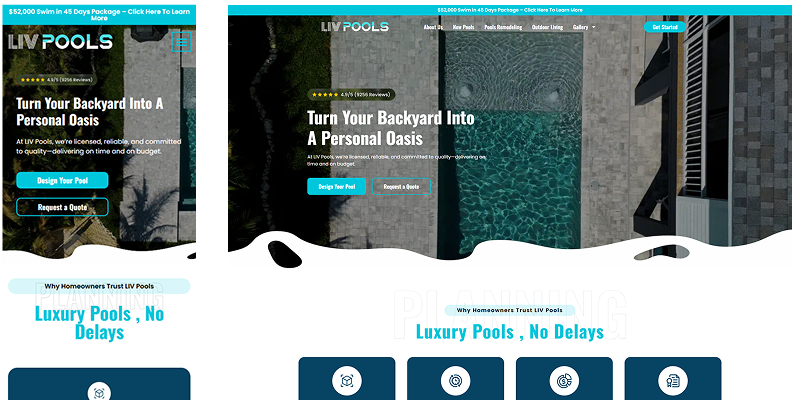 $52,000 Swim in 45 Days Package – Click Here To Learn
More
LIV POOLS
★★★★★ 4.9/5 (9256 Reviews)
Turn Your Backyard Into A
Personal Oasis
At LIV Pools, we're licensed, reliable, and committed
to quality—delivering on time and on budget.
Design Your Pool
Request a Quote
PLANNING
Why Homeowners Trust LIV Pools
Luxury Pools , No
Delays
$52,000 Swim in 45 Days Package – Click Here To Learn More
LIV POOLS
About Us New Pools Pools Remodeling Outdoor Living Gallery
Get Started
★★★★★ 4.9/5 (9256 Reviews)
Turn Your Backyard Into
A Personal Oasis
At LIV Pools, we're licensed, reliable, and committed to quality—delivering on
time and on budget.
Design Your Pool
Request a Quote
PLANNING
Why Homeowners Trust LIV Pools
Luxury Pools , No Delays